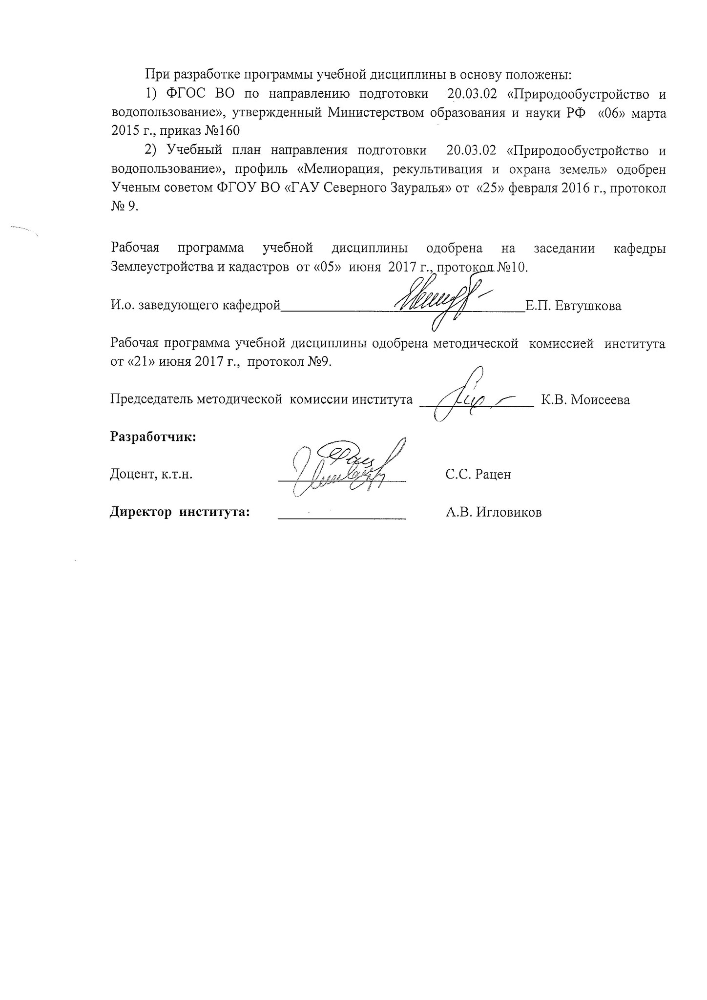 При разработке программы учебной дисциплины в основу положены:
1) ФГОС ВО по направлению подготовки 20.03.02 «Природообустройство и
водопользование», утвержденный Министерством образования и науки РФ «06» марта
2015 г., приказ №160
2) Учебный план направления подготовки 20.03.02 «Природообустройство и
водопользование», профиль «Мелиорация, рекультивация и охрана земель» одобрен
Ученым советом ФГОУ ВО «ГАУ Северного Зауралья» от «25» февраля 2016 г., протокол
№ 9.
Рабочая программа учебной дисциплины одобрена на заседании кафедры
Землеустройства и кадастров от «05» июня 2017 г., протокол №10.
И.о. заведующего кафедрой Е.П. Евтушкова
Рабочая программа учебной дисциплины одобрена методической комиссией института
от «21» июня 2017 г., протокол №9.
Председатель методической комиссии института К.В. Моисеева
Разработчик:
Доцент, к.т.н. С.С. Рацен
Директор института: А.В. Игловиков